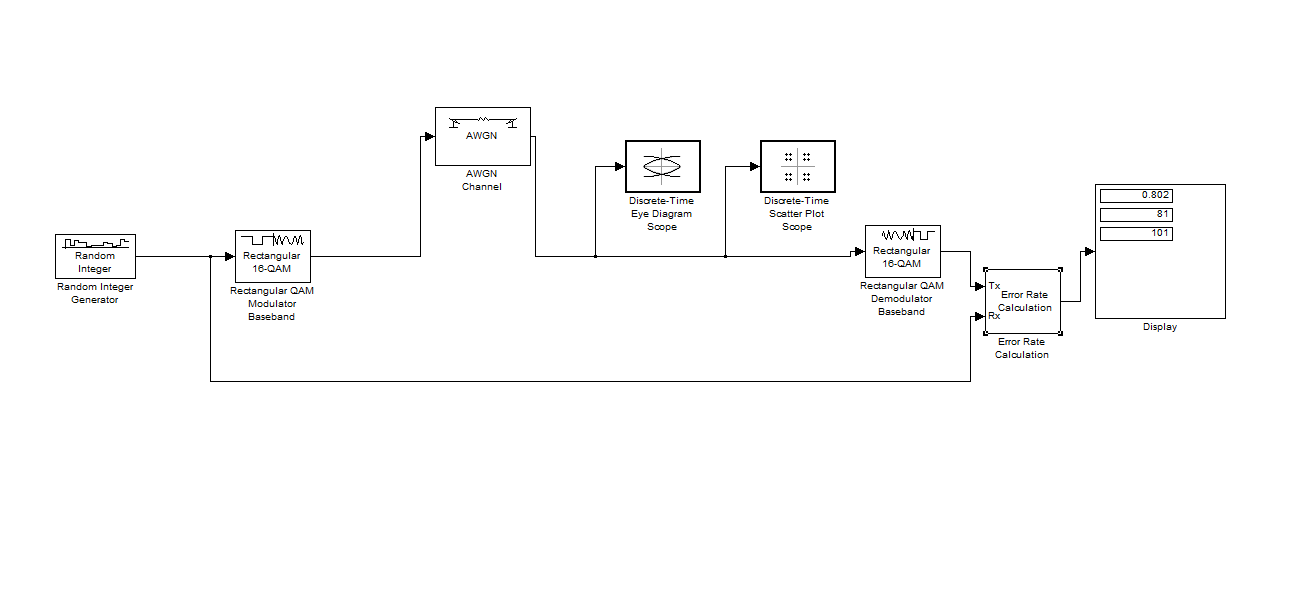 Random
Integer
Random Integer
Generator
Rectangular
16-QAM
Rectangular QAM
Modulator
Baseband
AWGN
AWGN
Channel
Discrete-Time
Eye Diagram
Scope
Discrete-Time
Scatter Plot
Scope
Rectangular
16-QAM
Rectangular QAM
Demodulator
Baseband
Tx
Error Rate
Calculation
Rx
Error Rate
Calculation
0.802
81
101
Display